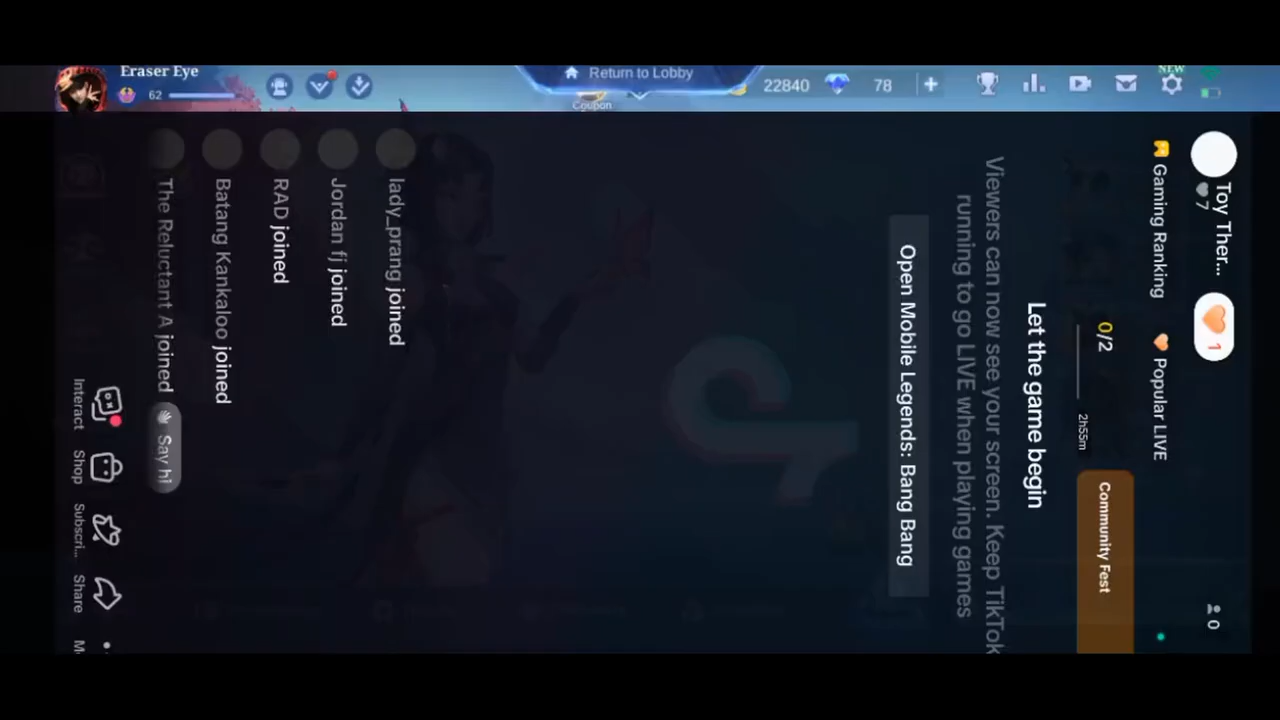 Eraser Eye
62
Return to Lobby
Coupon
22840
78
NEW
Toy Ther...
7
1
0
Gaming Ranking
Popular LIVE
0/2
2h55m
Community Fest
Let the game begin
Viewers can now see your screen. Keep TikTok
running to go LIVE when playing games
Open Mobile Legends: Bang Bang
lady_prang joined
Jordan fj joined
RAD joined
Batang Kankaloo joined
The Reluctant A joined
Say hi
Interact
Shop
Subscri...
Share